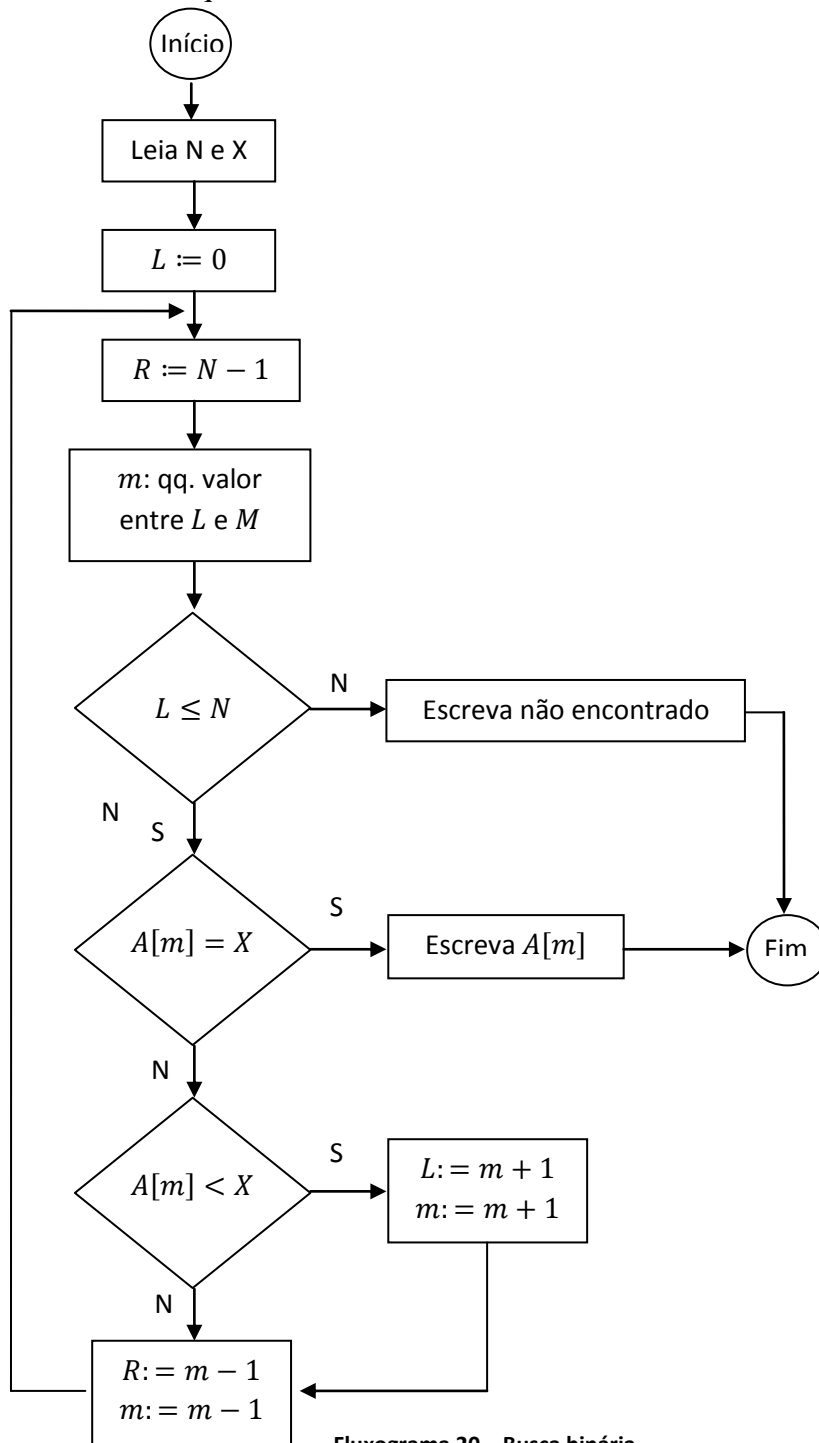 Início
Leia N e X
L ≔ 0
R ≔ N − 1
m: qq. valor
entre L e M
L ≤ N
N
Escreva não encontrado
N
S
A[m] = X
S
Escreva A[m]
Fim
N
A[m] < X
S
L: = m + 1
m: = m + 1
N
R: = m − 1
m: = m − 1